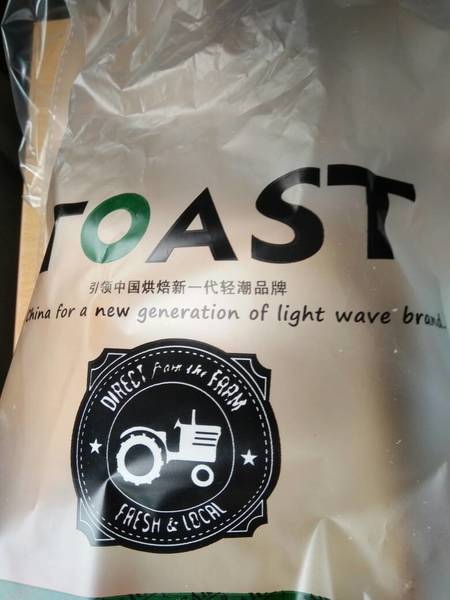 TOAST
引领中国烘焙新一代轻潮品牌
China for a new generation of light wave brand
DIRECT from the FARM
FRESH & LOCAL